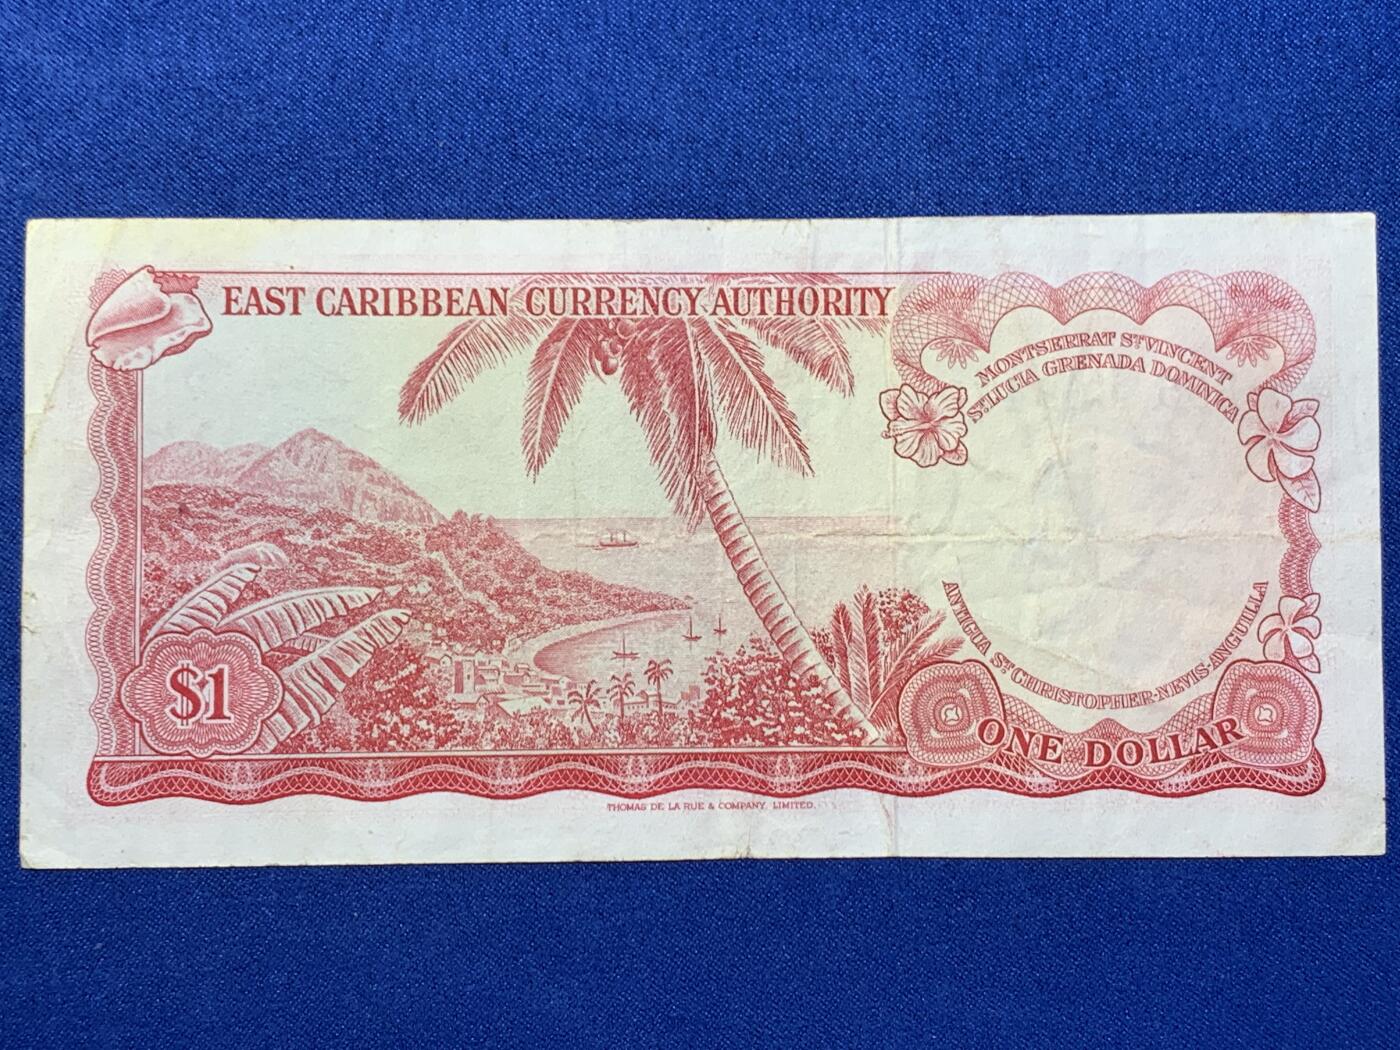 EAST CARIBBEAN CURRENCY AUTHORITY
MONTSERRAT ST VINCENT
ST LUCIA GRENADA DOMINICA
ANTIGUA ST CHRISTOPHER-NEVIS-ANGUILLA
$1
ONE DOLLAR
THOMAS DE LA RUE & COMPANY, LIMITED.